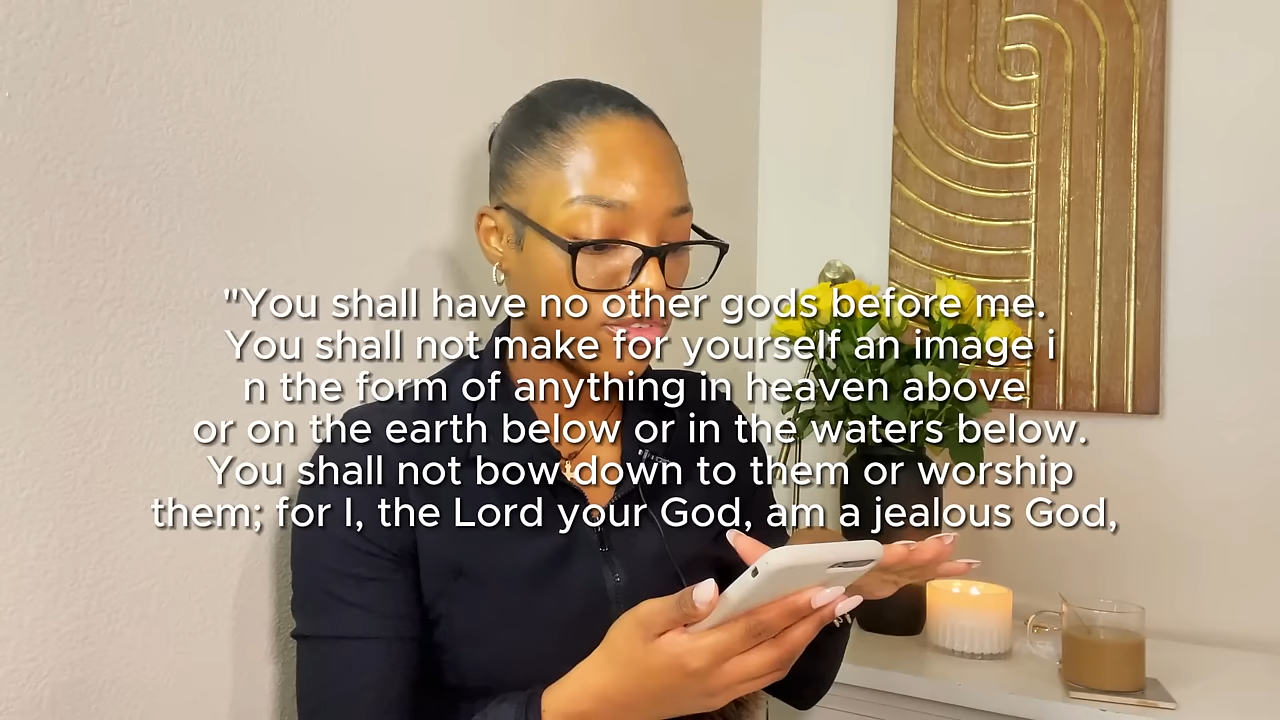 "You shall have no other gods before me.
You shall not make for yourself an image i
n the form of anything in heaven above
or on the earth below or in the waters below.
You shall not bow down to them or worship
them; for I, the Lord your God, am a jealous God,